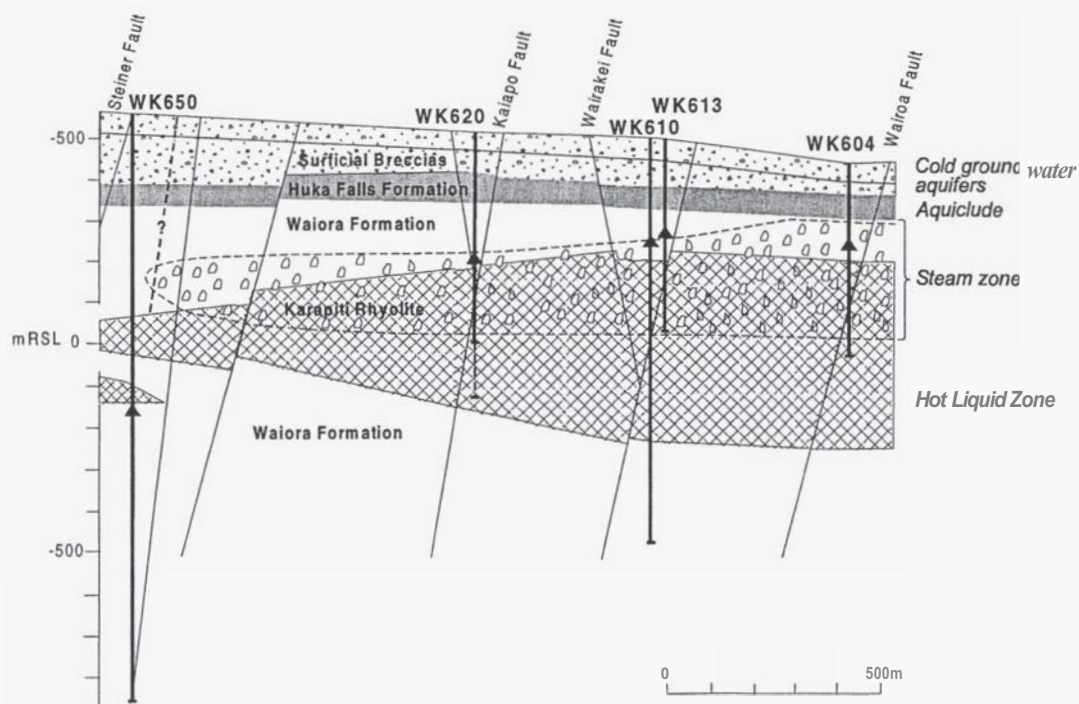 Steiner Fault
WK650
WK620
Kaiapo Fault
Wairakei Fault
WK613
WK610
WK604
Wairoa Fault
-500
Surficial Breccias
Huka Falls Formation
Waiora Formation
Cold ground water
aquifers
Aquiclude
?
Steam zone
Karapiti Rhyolite
mRSL 0
Hot Liquid Zone
Waiora Formation
-500
0 500m